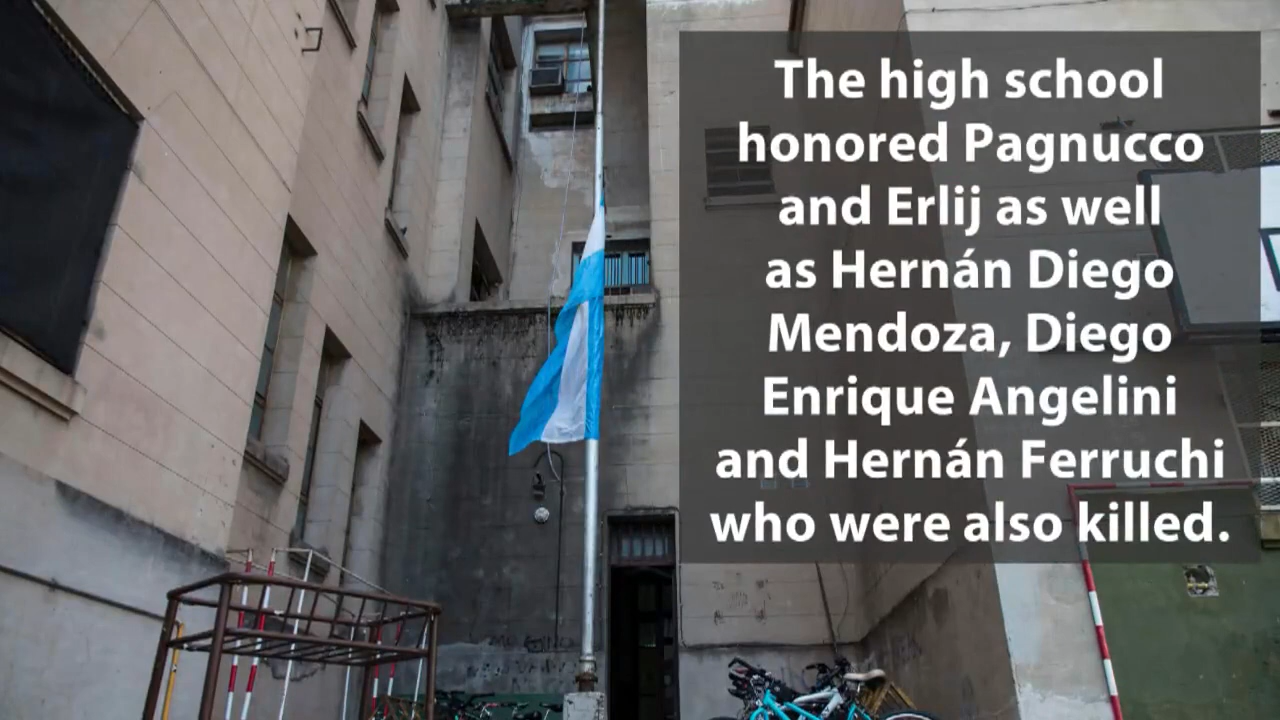 The high school
honored Pagnucco
and Erlij as well
as Hernán Diego
Mendoza, Diego
Enrique Angelini
and Hernán Ferruchi
who were also killed.